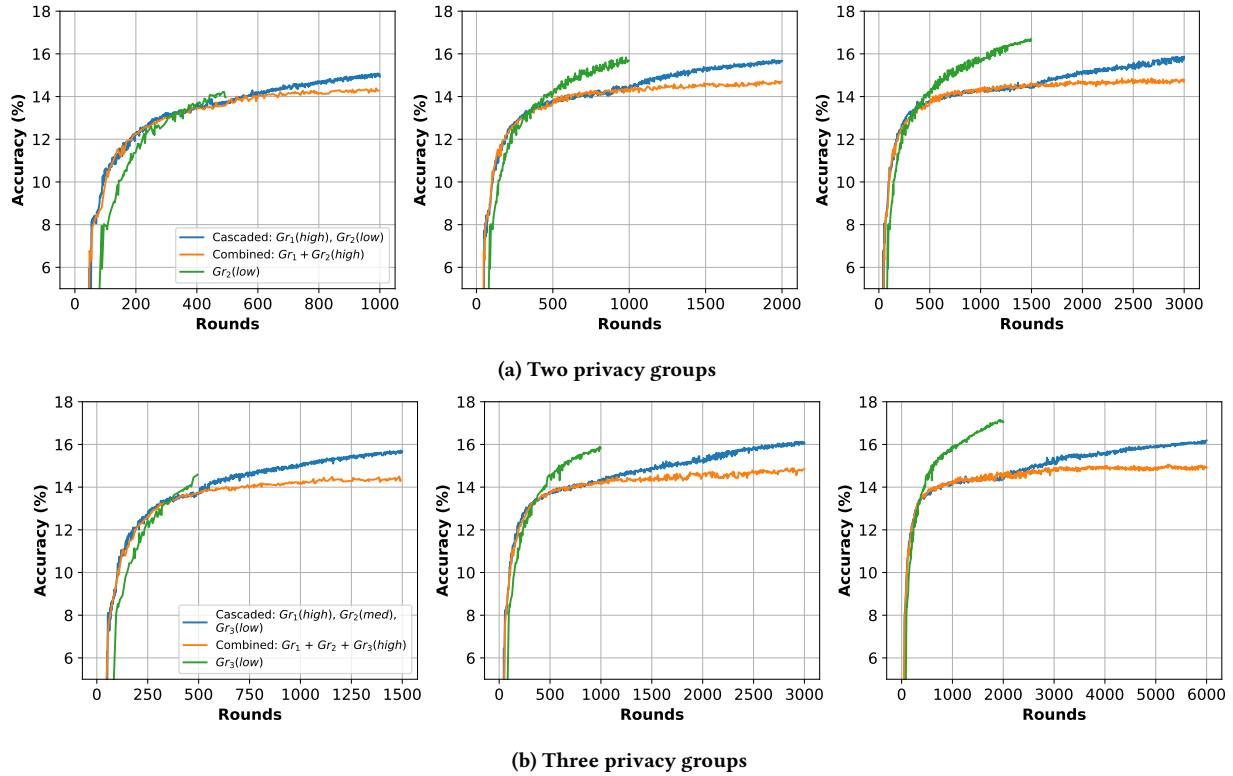 18
16
14
12
10
8
6
Accuracy (%)
0 200 400 600 800 1000
Rounds
Cascaded: Gr₁(high), Gr₂(low)
Combined: Gr₁ + Gr₂(high)
Gr₂(low)
18
16
14
12
10
8
6
Accuracy (%)
0 500 1000 1500 2000
Rounds
18
16
14
12
10
8
6
Accuracy (%)
0 500 1000 1500 2000 2500 3000
Rounds
(a) Two privacy groups
18
16
14
12
10
8
6
Accuracy (%)
0 250 500 750 1000 1250 1500
Rounds
Cascaded: Gr₁(high), Gr₂(med),
Gr₃(low)
Combined: Gr₁ + Gr₂ + Gr₃(high)
Gr₃(low)
18
16
14
12
10
8
6
Accuracy (%)
0 500 1000 1500 2000 2500 3000
Rounds
18
16
14
12
10
8
6
Accuracy (%)
0 1000 2000 3000 4000 5000 6000
Rounds
(b) Three privacy groups